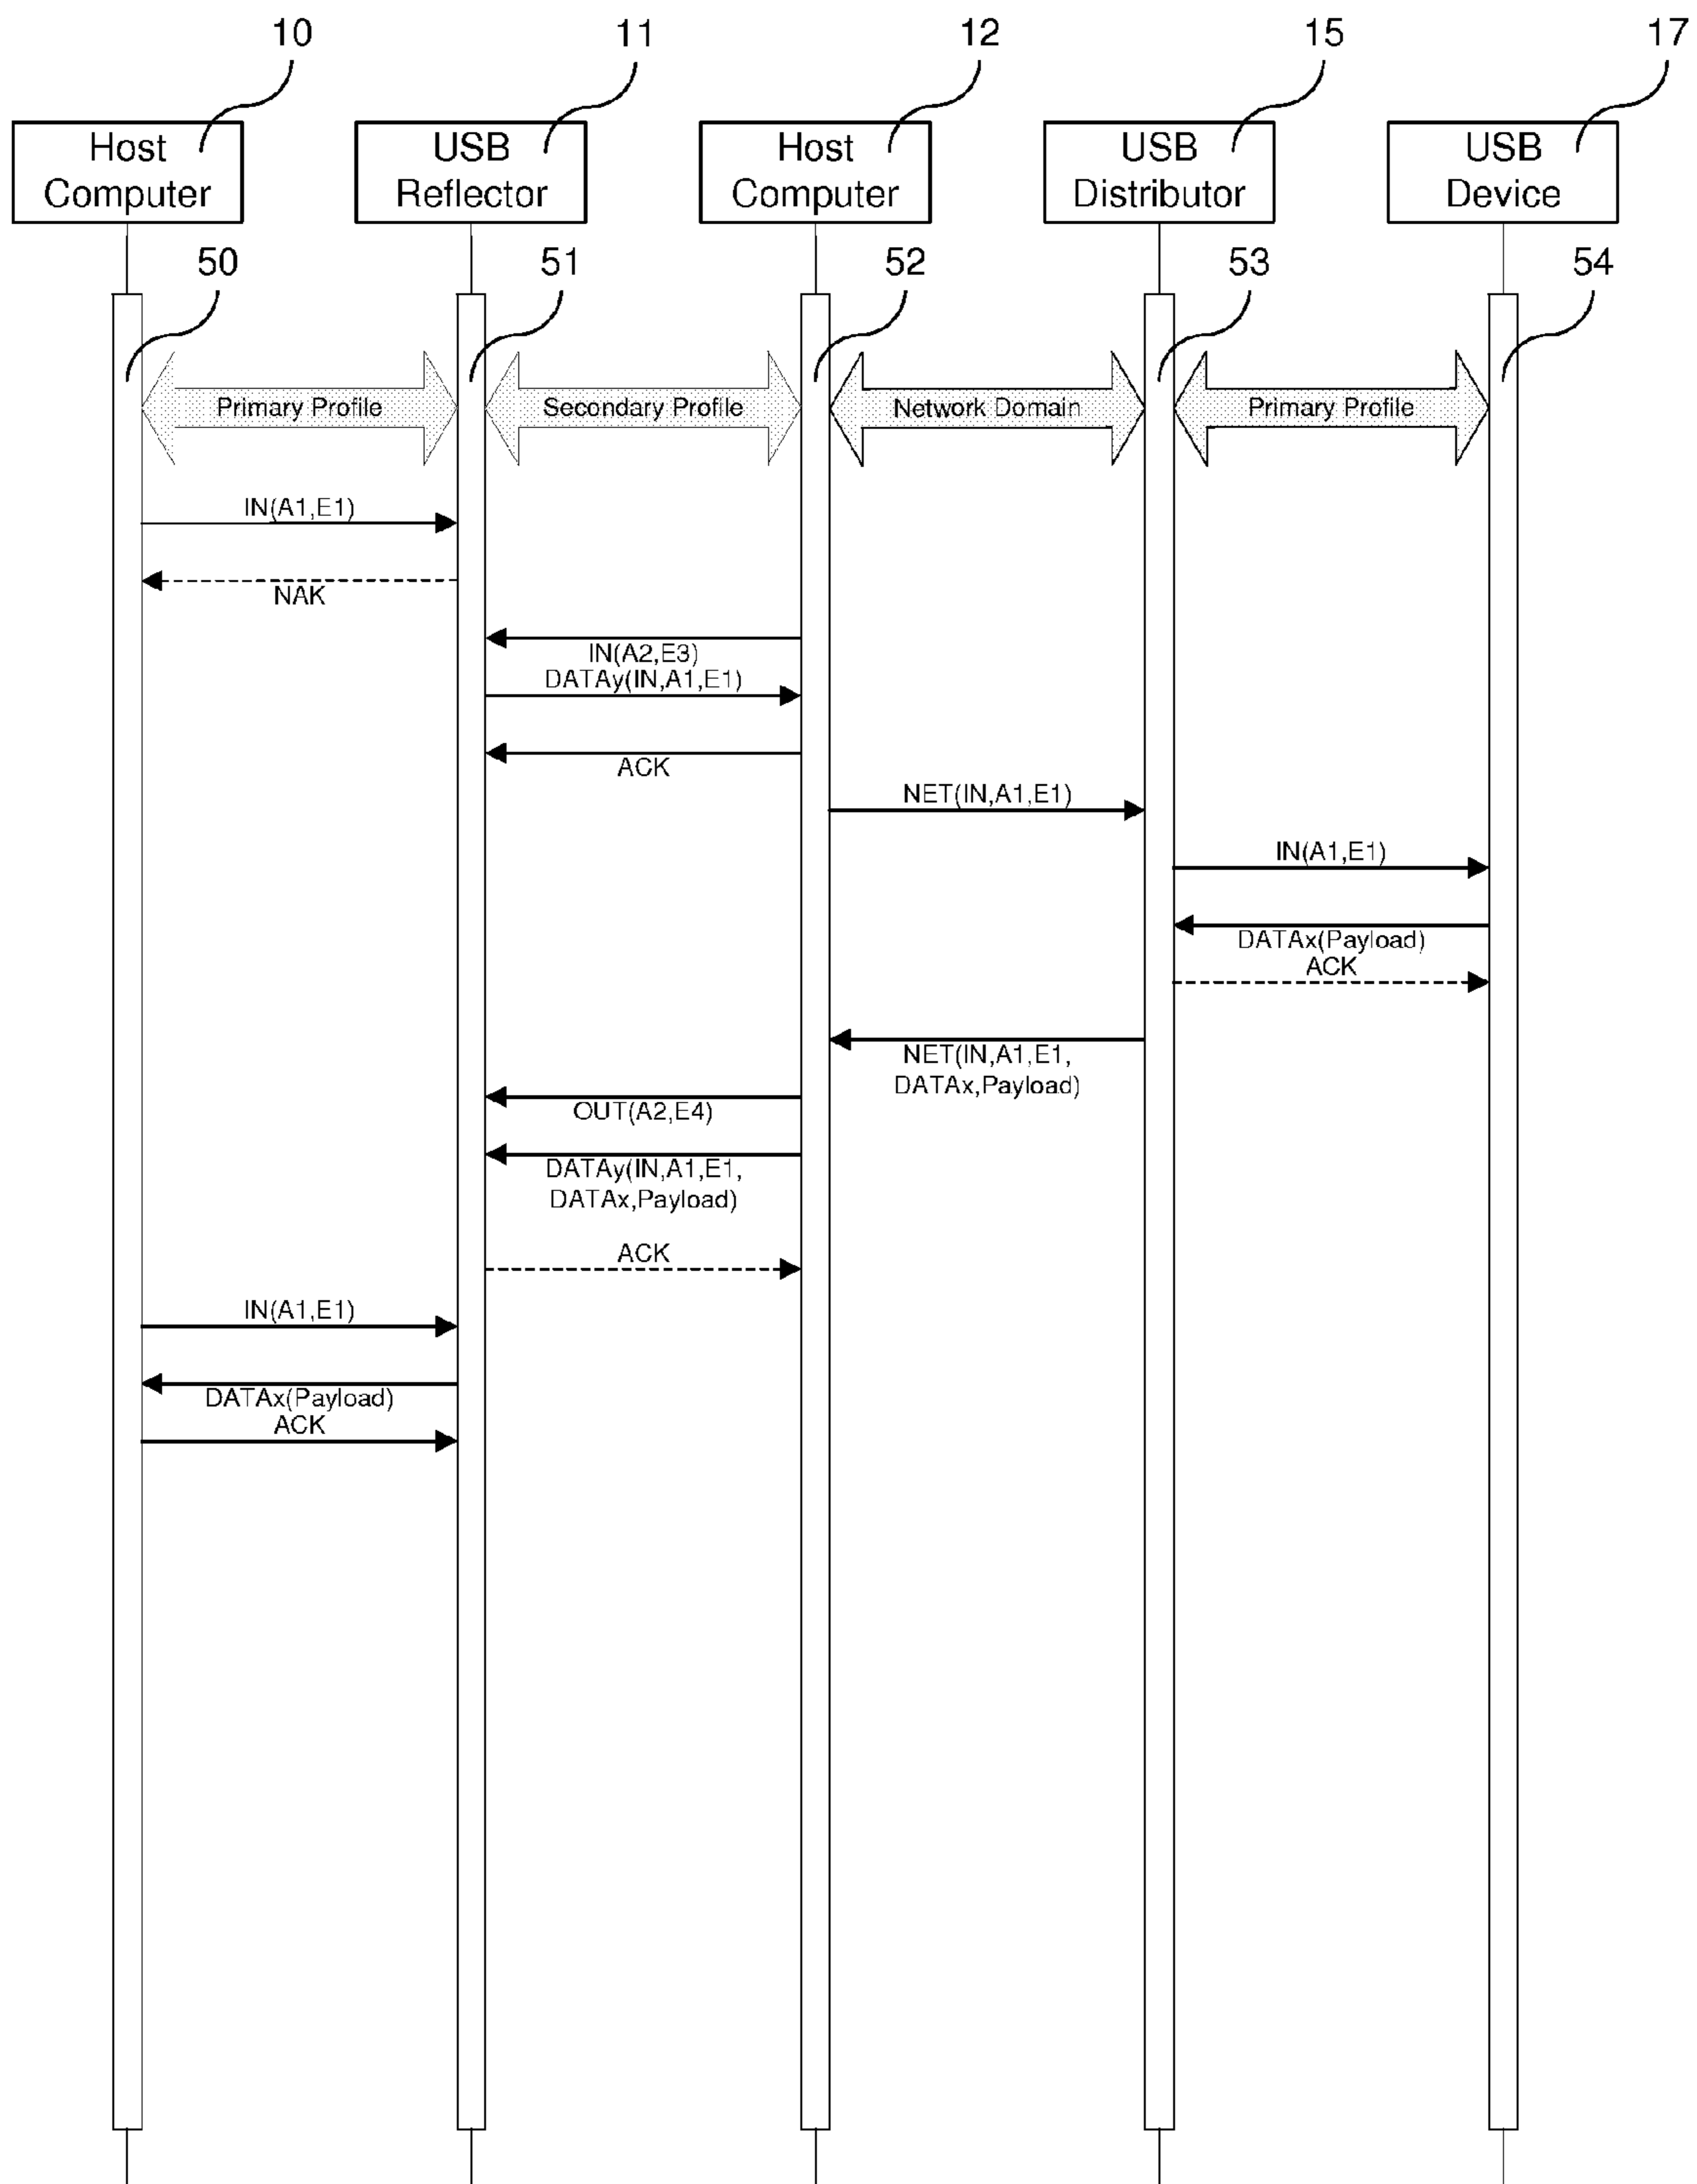 10
11
12
15
17
Host
Computer
USB
Reflector
Host
Computer
USB
Distributor
USB
Device
50
51
52
53
54
Primary Profile
Secondary Profile
Network Domain
Primary Profile
IN(A1,E1)
NAK
IN(A2,E3)
DATAy(IN,A1,E1)
ACK
NET(IN,A1,E1)
IN(A1,E1)
DATAx(Payload)
ACK
NET(IN,A1,E1,
DATAx,Payload)
OUT(A2,E4)
DATAy(IN,A1,E1,
DATAx,Payload)
ACK
IN(A1,E1)
DATAx(Payload)
ACK